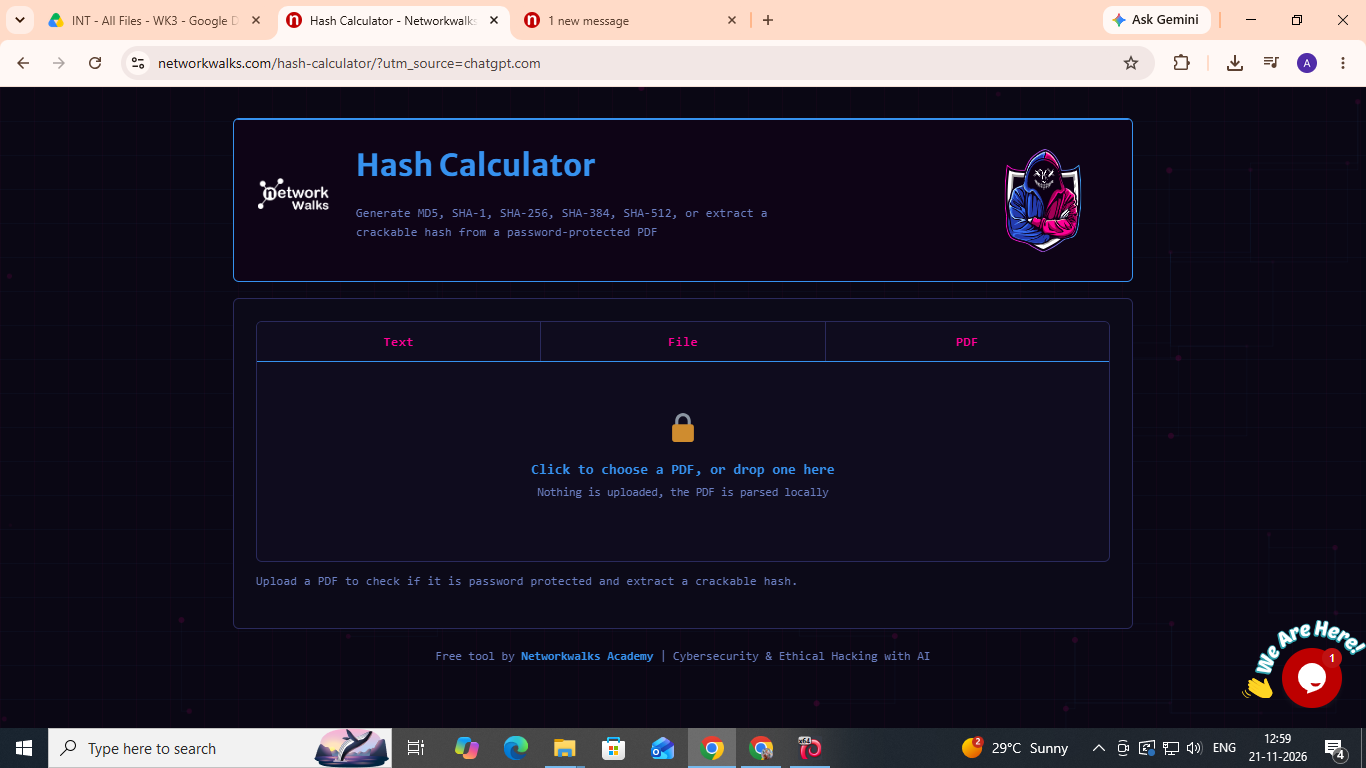 INT - All Files - WK3 - Google D
Hash Calculator - Networkwalks
1 new message
Ask Gemini
networkwalks.com/hash-calculator/?utm_source=chatgpt.com
A
network
Walks
Hash Calculator
Generate MD5, SHA-1, SHA-256, SHA-384, SHA-512, or extract a
crackable hash from a password-protected PDF
Text File PDF
Click to choose a PDF, or drop one here
Nothing is uploaded, the PDF is parsed locally
Upload a PDF to check if it is password protected and extract a crackable hash.
Free tool by Networkwalks Academy | Cybersecurity & Ethical Hacking with AI
We Are Here!
1
Type here to search
x64
2
29°C Sunny
ENG
12:59
21-11-2026
4